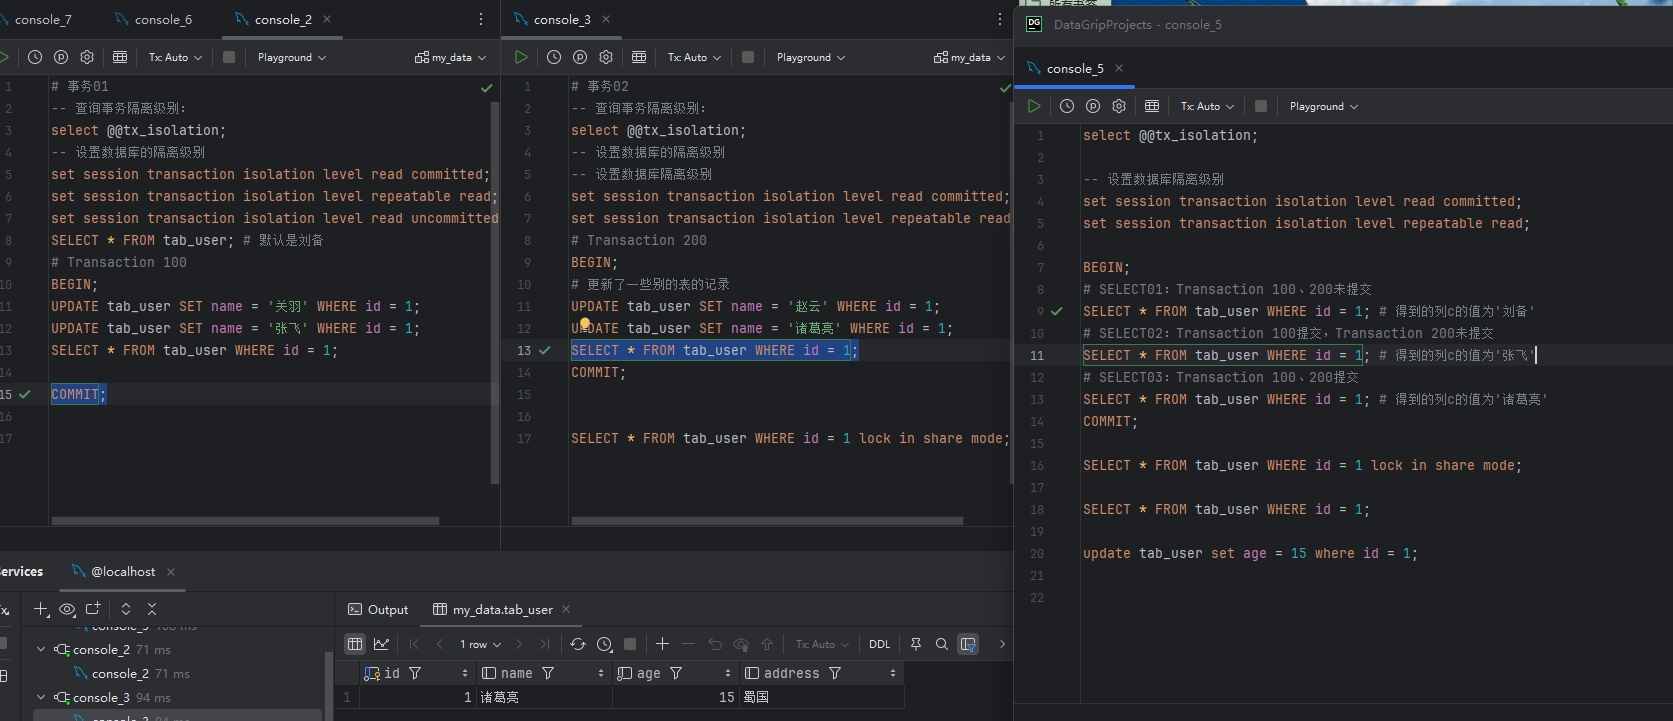 console_7
console_6
console_2
Tx: Auto
Playground
my_data
1 # 事务01
2 -- 查询事务隔离级别：
3 select @@tx_isolation;
4 -- 设置数据库的隔离级别
5 set session transaction isolation level read committed;
6 set session transaction isolation level repeatable read;
7 set session transaction isolation level read uncommitted
8 SELECT * FROM tab_user; # 默认是刘备
9 # Transaction 100
10 BEGIN;
11 UPDATE tab_user SET name = '关羽' WHERE id = 1;
12 UPDATE tab_user SET name = '张飞' WHERE id = 1;
13 SELECT * FROM tab_user WHERE id = 1;
14
15 COMMIT;
16
17
console_3
Tx: Auto
Playground
my_data
1 # 事务02
2 -- 查询事务隔离级别：
3 select @@tx_isolation;
4 -- 设置数据库的隔离级别
5 -- 设置数据库隔离级别
6 set session transaction isolation level read committed;
7 set session transaction isolation level repeatable read
8 # Transaction 200
9 BEGIN;
10 # 更新了一些别的表的记录
11 UPDATE tab_user SET name = '赵云' WHERE id = 1;
12 UPDATE tab_user SET name = '诸葛亮' WHERE id = 1;
13 SELECT * FROM tab_user WHERE id = 1;
14 COMMIT;
15
16
17 SELECT * FROM tab_user WHERE id = 1 lock in share mode;
DG
DataGripProjects - console_5
console_5
Tx: Auto
Playground
1 select @@tx_isolation;
2
3 -- 设置数据库隔离级别
4 set session transaction isolation level read committed;
5 set session transaction isolation level repeatable read;
6
7 BEGIN;
8 # SELECT01：Transaction 100、200未提交
9 SELECT * FROM tab_user WHERE id = 1; # 得到的列c的值为'刘备'
10 # SELECT02：Transaction 100提交，Transaction 200未提交
11 SELECT * FROM tab_user WHERE id = 1; # 得到的列c的值为'张飞'
12 # SELECT03：Transaction 100、200提交
13 SELECT * FROM tab_user WHERE id = 1; # 得到的列c的值为'诸葛亮'
14 COMMIT;
15
16 SELECT * FROM tab_user WHERE id = 1 lock in share mode;
17
18 SELECT * FROM tab_user WHERE id = 1;
19
20 update tab_user set age = 15 where id = 1;
21
22
ervices
@localhost
console_2 71 ms
console_2 71 ms
console_3 94 ms
Output
my_data.tab_user
1 row
Tx: Auto
DDL
id name age address
1 1 诸葛亮 15 蜀国